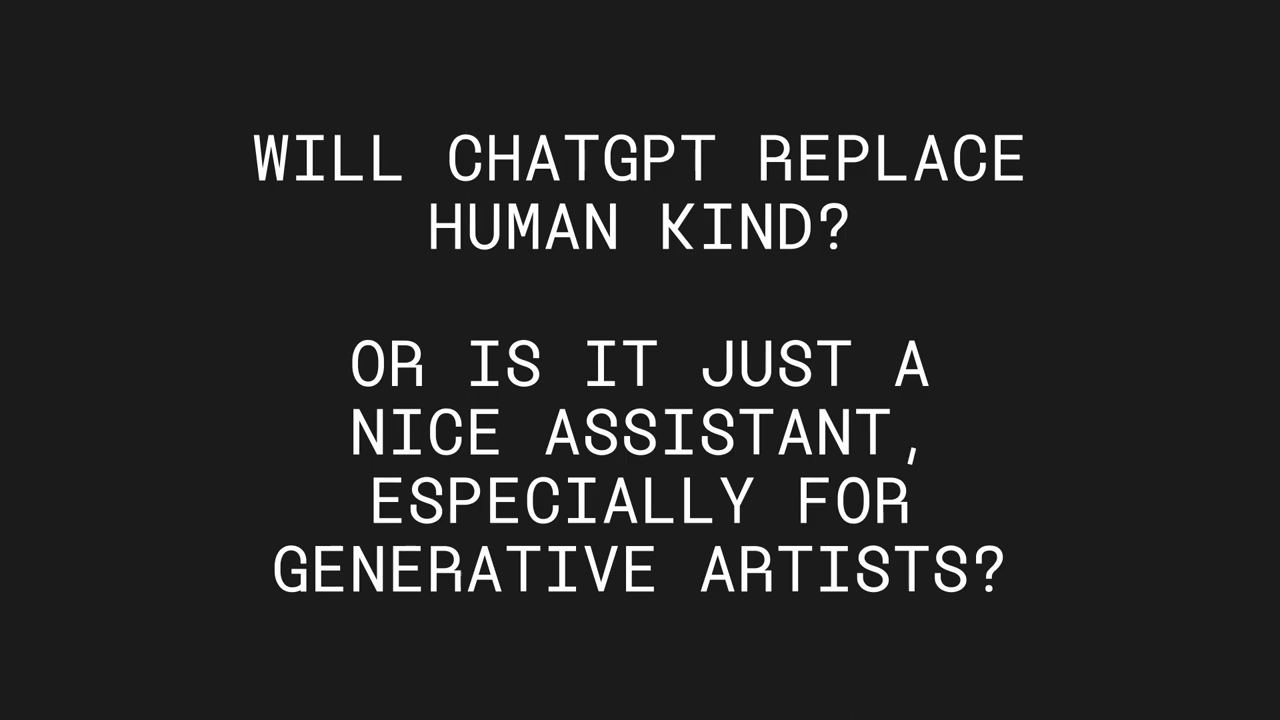 WILL CHATGPT REPLACE
HUMAN KIND?
OR IS IT JUST A
NICE ASSISTANT,
ESPECIALLY FOR
GENERATIVE ARTISTS?